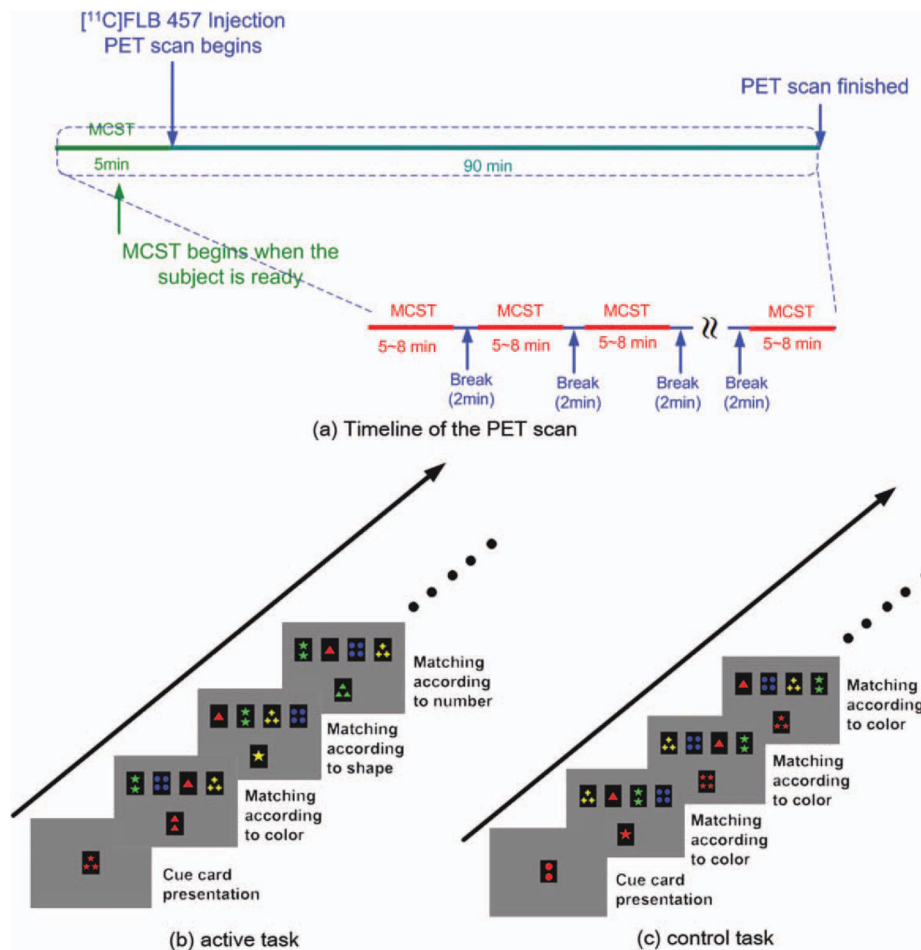 [¹¹C]FLB 457 Injection
PET scan begins
PET scan finished
MCST
5min
90 min
MCST begins when the
subject is ready
MCST
MCST
MCST
MCST
5~8 min
5~8 min
5~8 min
5~8 min
Break
(2min)
Break
(2min)
Break
(2min)
Break
(2min)
(a) Timeline of the PET scan
Matching
according
to number
Matching
according
to shape
Matching
according
to color
Cue card
presentation
(b) active task
Matching
according
to color
Matching
according
to color
Matching
according
to color
Cue card
presentation
(c) control task